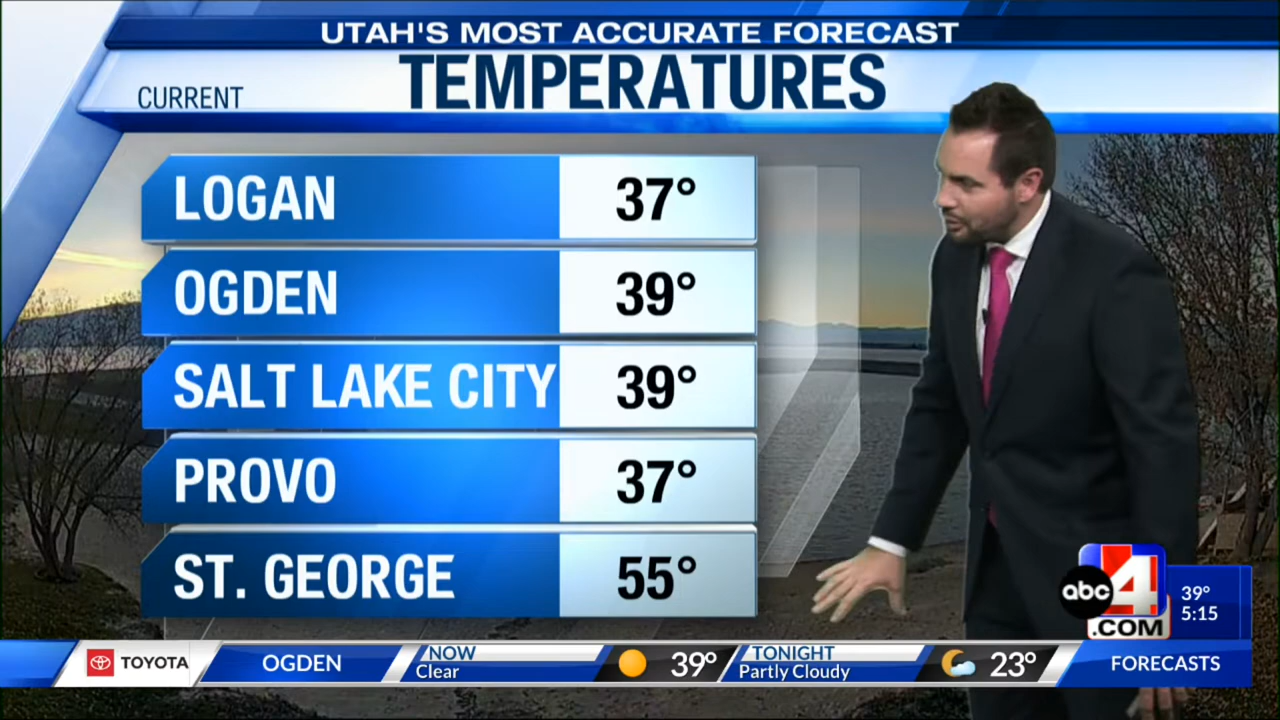 UTAH'S MOST ACCURATE FORECAST
CURRENT TEMPERATURES
LOGAN 37°
OGDEN 39°
SALT LAKE CITY 39°
PROVO 37°
ST. GEORGE 55°
abc 4
.COM
39°
5:15
TOYOTA
OGDEN
NOW
Clear
39°
TONIGHT
Partly Cloudy
23°
FORECASTS